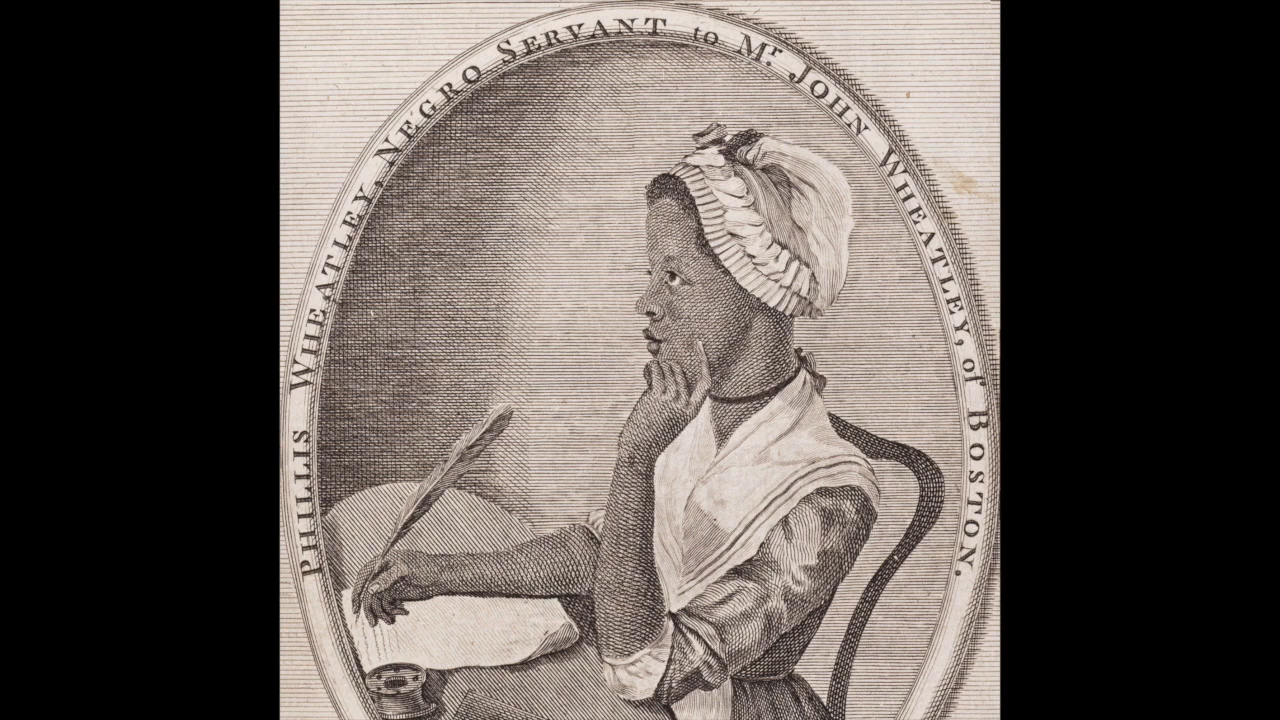 PHILLIS WHEATLEY, NEGRO SERVANT to Mr. JOHN WHEATLEY, of BOSTON.